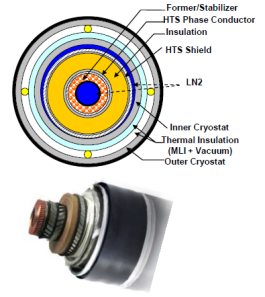 Former/Stabilizer
HTS Phase Conductor
Insulation
HTS Shield
LN2
Inner Cryostat
Thermal Insulation
(MLI + Vacuum)
Outer Cryostat